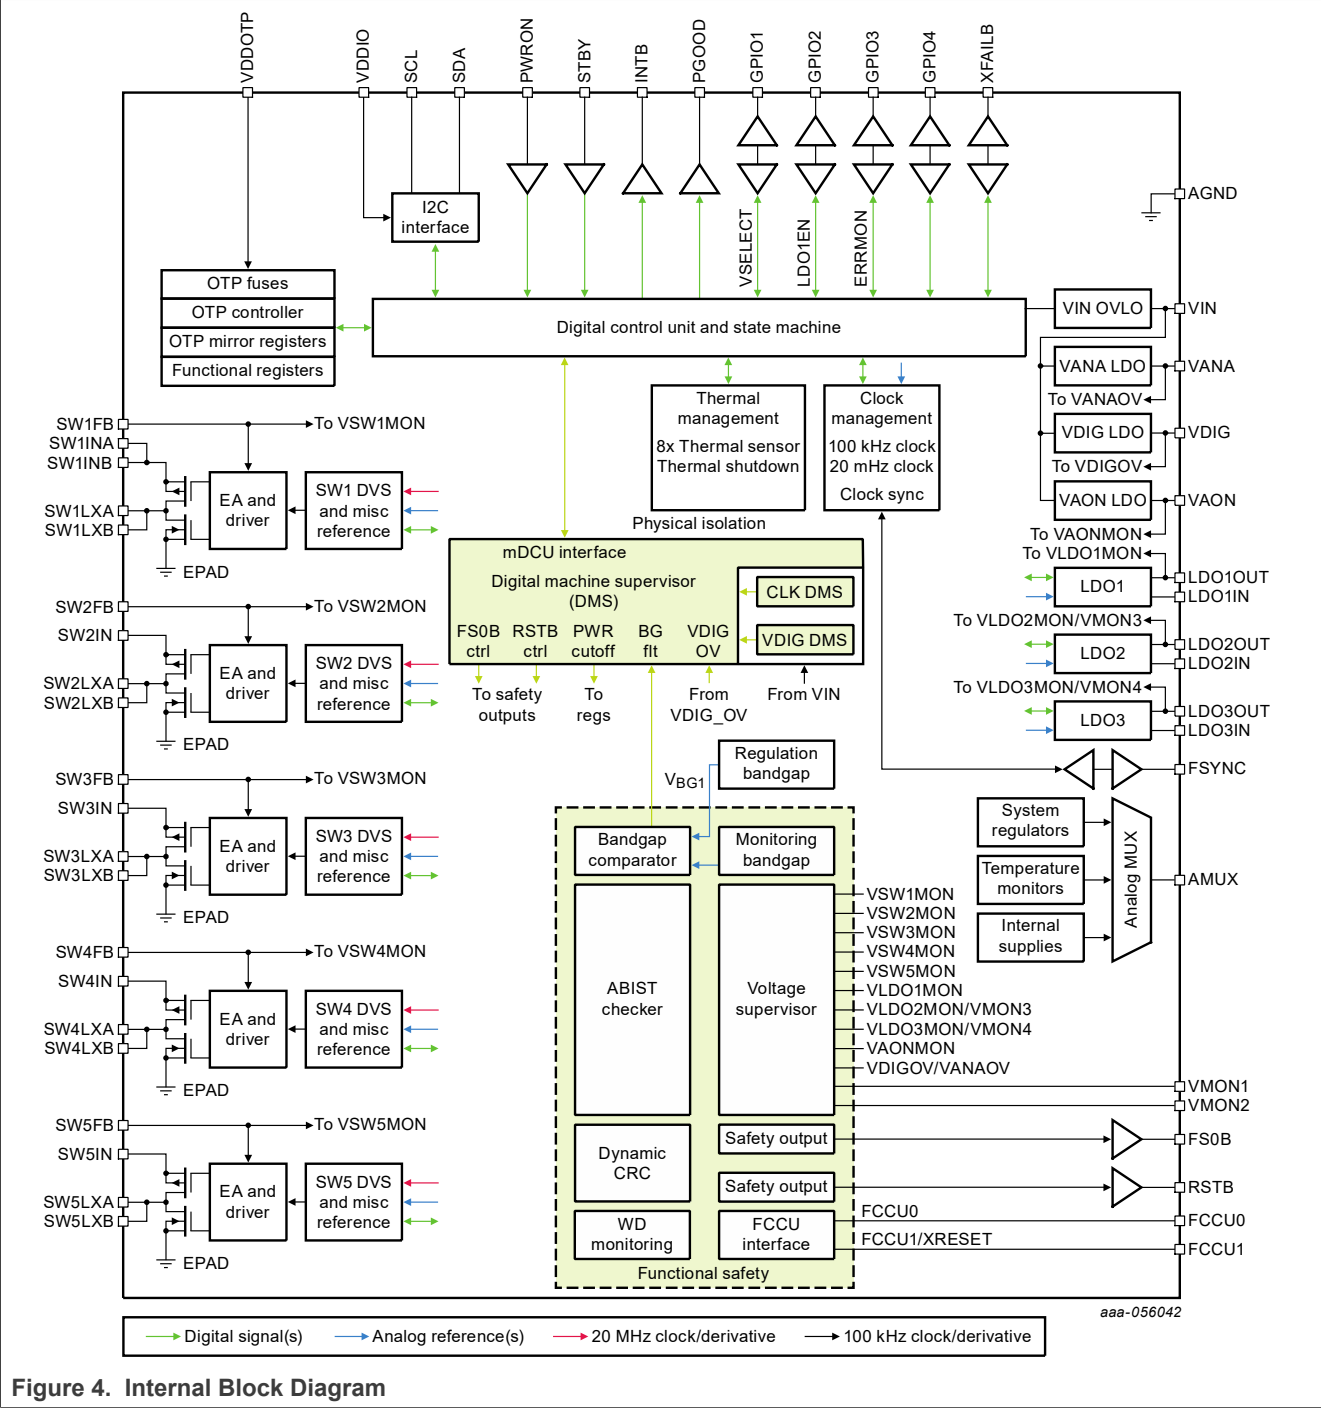 VDDOTP
VDDIO
SCL
SDA
PWRON
STBY
INTB
PGOOD
GPIO1
GPIO2
GPIO3
GPIO4
XFAILB
AGND
I2C
interface
VSELECT
LDO1EN
ERRMON
OTP fuses
OTP controller
OTP mirror registers
Functional registers
Digital control unit and state machine
VIN OVLO
VIN
VANA LDO
VANA
To VANAOV
VDIG LDO
VDIG
To VDIGOV
VAON LDO
VAON
To VAONMON
Thermal
management
8x Thermal sensor
Thermal shutdown
Clock
management
100 kHz clock
20 mHz clock
Clock sync
Physical isolation
SW1FB
To VSW1MON
SW1INA
SW1INB
SW1LXA
SW1LXB
EA and
driver
SW1 DVS
and misc
reference
EPAD
SW2FB
To VSW2MON
SW2IN
SW2LXA
SW2LXB
EA and
driver
SW2 DVS
and misc
reference
EPAD
SW3FB
To VSW3MON
SW3IN
SW3LXA
SW3LXB
EA and
driver
SW3 DVS
and misc
reference
EPAD
SW4FB
To VSW4MON
SW4IN
SW4LXA
SW4LXB
EA and
driver
SW4 DVS
and misc
reference
EPAD
SW5FB
To VSW5MON
SW5IN
SW5LXA
SW5LXB
EA and
driver
SW5 DVS
and misc
reference
EPAD
mDCU interface
Digital machine supervisor
(DMS)
CLK DMS
VDIG DMS
FS0B
ctrl
RSTB
ctrl
PWR
cutoff
BG
flt
VDIG
OV
To safety
outputs
To
regs
From
VDIG_OV
From VIN
To VLDO1MON
LDO1
LDO1OUT
LDO1IN
To VLDO2MON/VMON3
LDO2
LDO2OUT
LDO2IN
To VLDO3MON/VMON4
LDO3
LDO3OUT
LDO3IN
FSYNC
Regulation
bandgap
VBG1
Bandgap
comparator
Monitoring
bandgap
System
regulators
Temperature
monitors
Internal
supplies
Analog MUX
AMUX
ABIST
checker
Voltage
supervisor
VSW1MON
VSW2MON
VSW3MON
VSW4MON
VSW5MON
VLDO1MON
VLDO2MON/VMON3
VLDO3MON/VMON4
VAONMON
VDIGOV/VANAOV
VMON1
VMON2
Dynamic
CRC
Safety output
FS0B
Safety output
RSTB
WD
monitoring
FCCU
interface
FCCU0
FCCU0
FCCU1/XRESET
FCCU1
Functional safety
aaa-056042
Digital signal(s)
Analog reference(s)
20 MHz clock/derivative
100 kHz clock/derivative
Figure 4. Internal Block Diagram